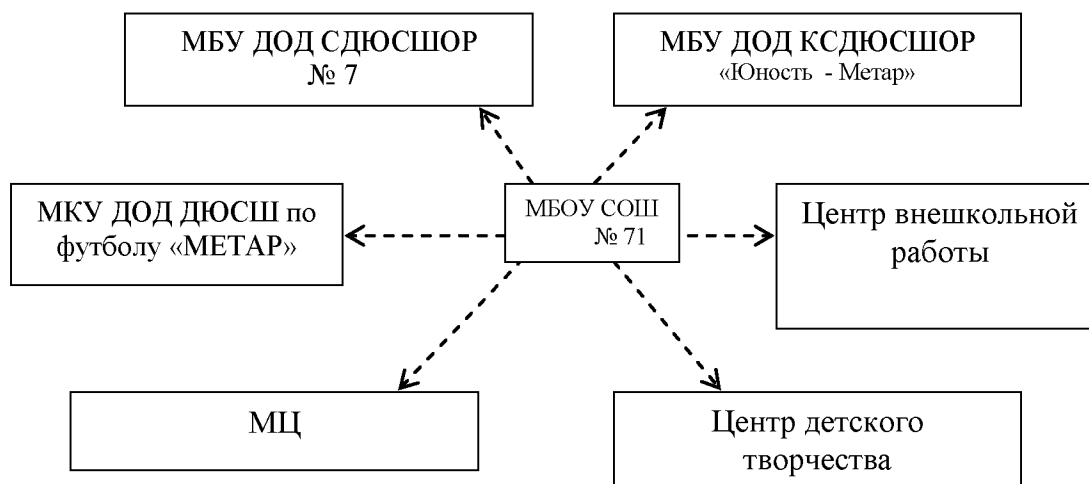 МБУ ДОД СДЮСШОР
№ 7
МБУ ДОД КСДЮСШОР
«Юность - Метар»
МКУ ДОД ДЮСШ по
футболу «МЕТАР»
МБОУ СОШ
№ 71
Центр внешкольной
работы
МЦ
Центр детского
творчества